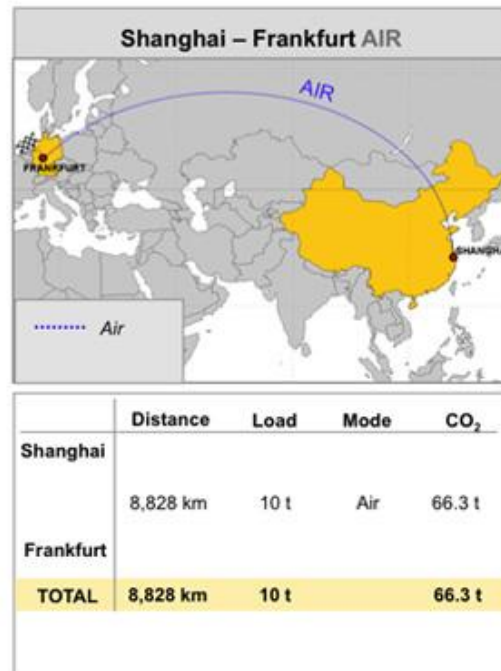 Shanghai – Frankfurt AIR
AIR
FRANKFURT
SHANGHA
Air
Distance Load Mode CO₂
Shanghai
8,828 km 10 t Air 66.3 t
Frankfurt
TOTAL 8,828 km 10 t 66.3 t